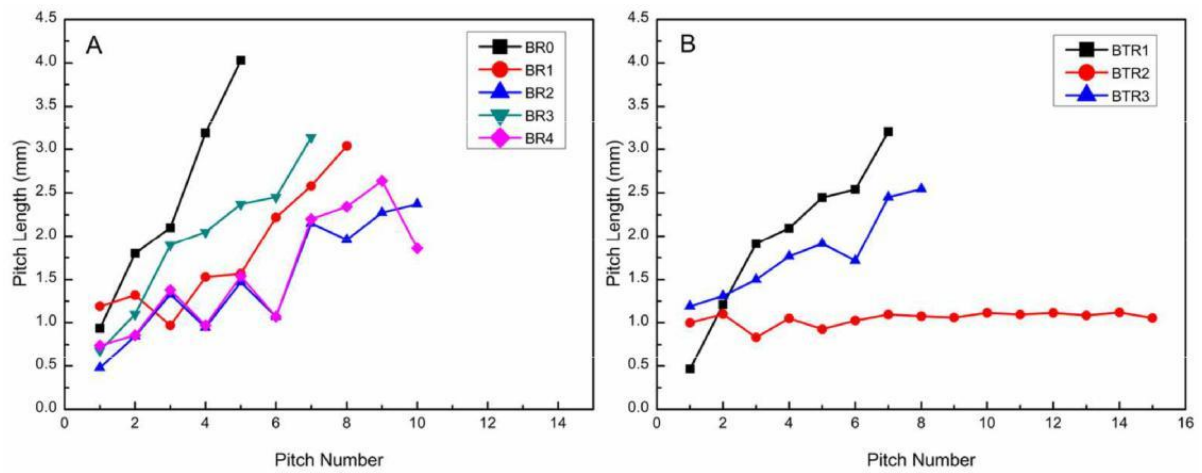 A
BR0
BR1
BR2
BR3
BR4
4.5
4.0
3.5
3.0
2.5
2.0
1.5
1.0
0.5
0.0
Pitch Length (mm)
0 2 4 6 8 10 12 14
Pitch Number
B
BTR1
BTR2
BTR3
4.5
4.0
3.5
3.0
2.5
2.0
1.5
1.0
0.5
0.0
Pitch Length (mm)
0 2 4 6 8 10 12 14 16
Pitch Number